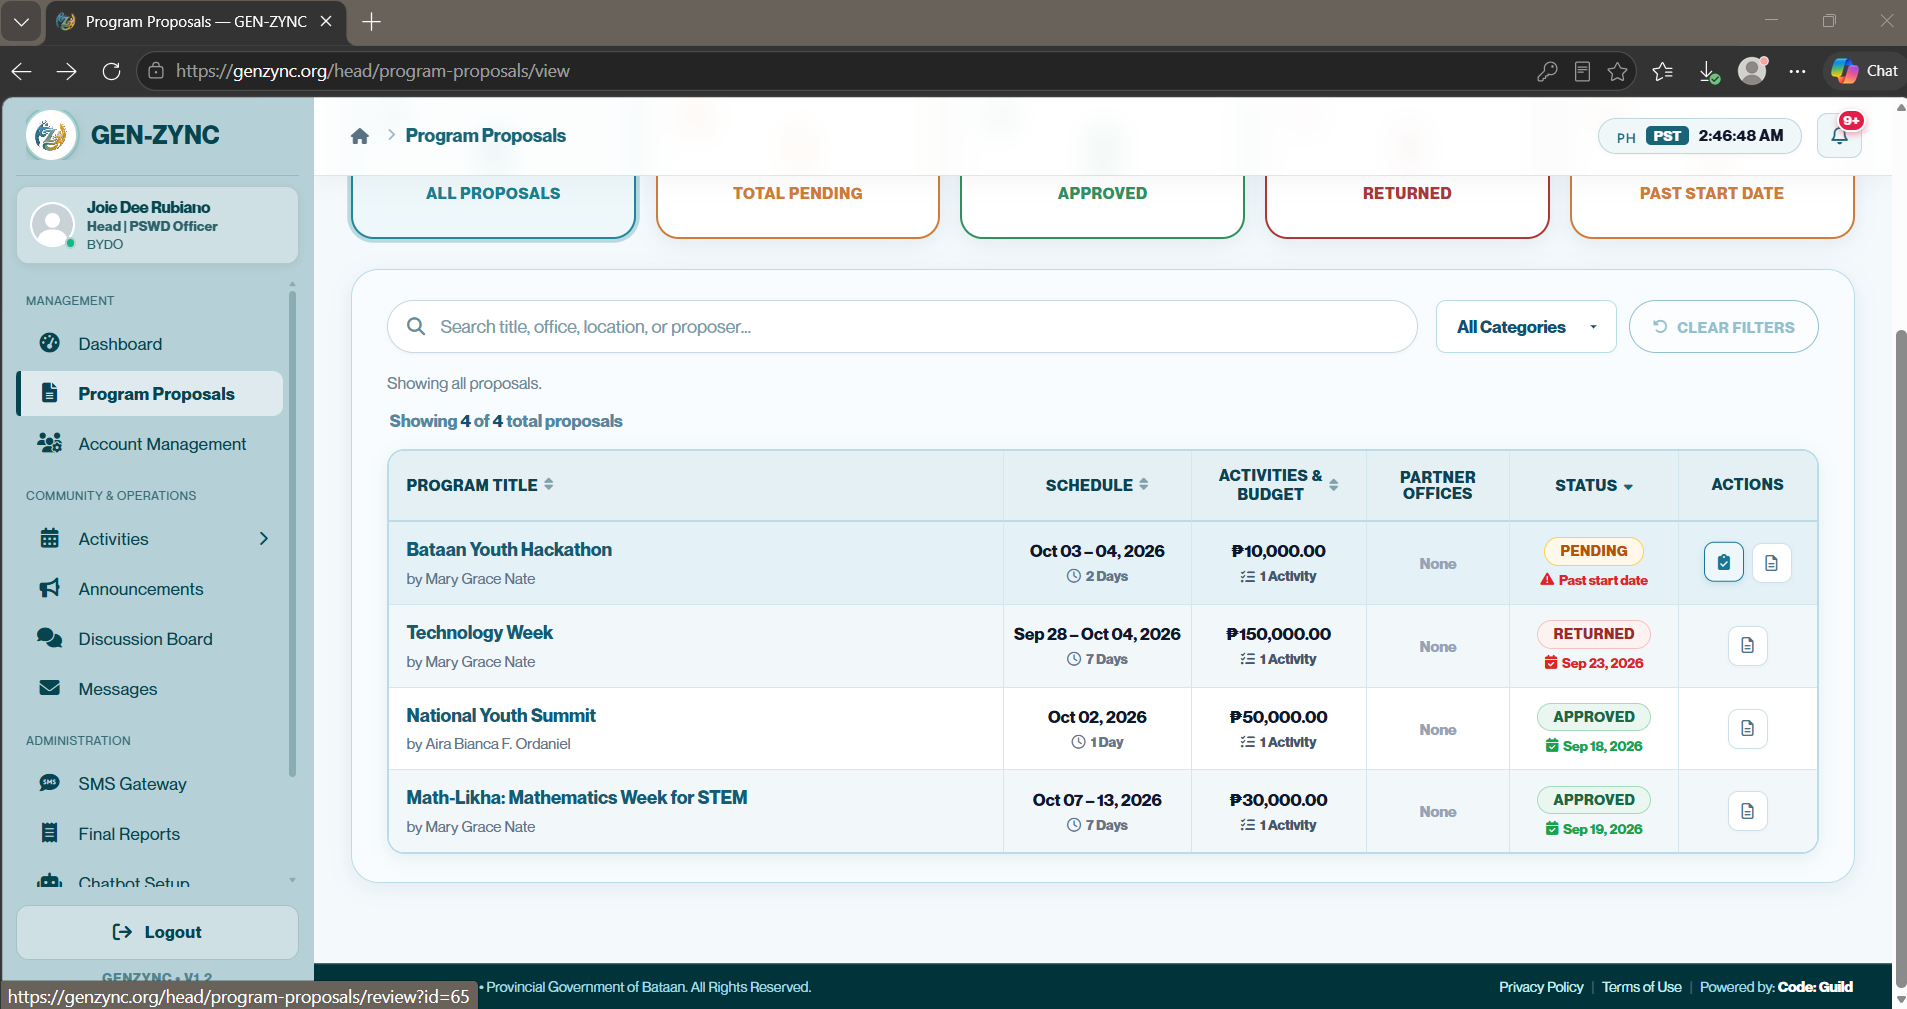 Program Proposals — GEN-ZYNC
https://genzync.org/head/program-proposals/view
Chat
GEN-ZYNC
Joie Dee Rubiano
Head | PSWD Officer
BYDO
MANAGEMENT
Dashboard
Program Proposals
Account Management
COMMUNITY & OPERATIONS
Activities
Announcements
Discussion Board
Messages
ADMINISTRATION
SMS
SMS Gateway
Final Reports
Chatbot Setup
Logout
GENZYNC • V1.2
Program Proposals
PH PST 2:46:48 AM
9+
ALL PROPOSALS
TOTAL PENDING
APPROVED
RETURNED
PAST START DATE
Search title, office, location, or proposer...
All Categories
CLEAR FILTERS
Showing all proposals.
Showing 4 of 4 total proposals
PROGRAM TITLE
SCHEDULE
ACTIVITIES &
BUDGET
PARTNER
OFFICES
STATUS
ACTIONS
Bataan Youth Hackathon
by Mary Grace Nate
Oct 03 – 04, 2026
2 Days
₱10,000.00
1 Activity
None
PENDING
Past start date
Technology Week
by Mary Grace Nate
Sep 28 – Oct 04, 2026
7 Days
₱150,000.00
1 Activity
None
RETURNED
Sep 23, 2026
National Youth Summit
by Aira Bianca F. Ordaniel
Oct 02, 2026
1 Day
₱50,000.00
1 Activity
None
APPROVED
Sep 18, 2026
Math-Likha: Mathematics Week for STEM
by Mary Grace Nate
Oct 07 – 13, 2026
7 Days
₱30,000.00
1 Activity
None
APPROVED
Sep 19, 2026
• Provincial Government of Bataan. All Rights Reserved.
Privacy Policy | Terms of Use | Powered by: Code: Guild
https://genzync.org/head/program-proposals/review?id=65